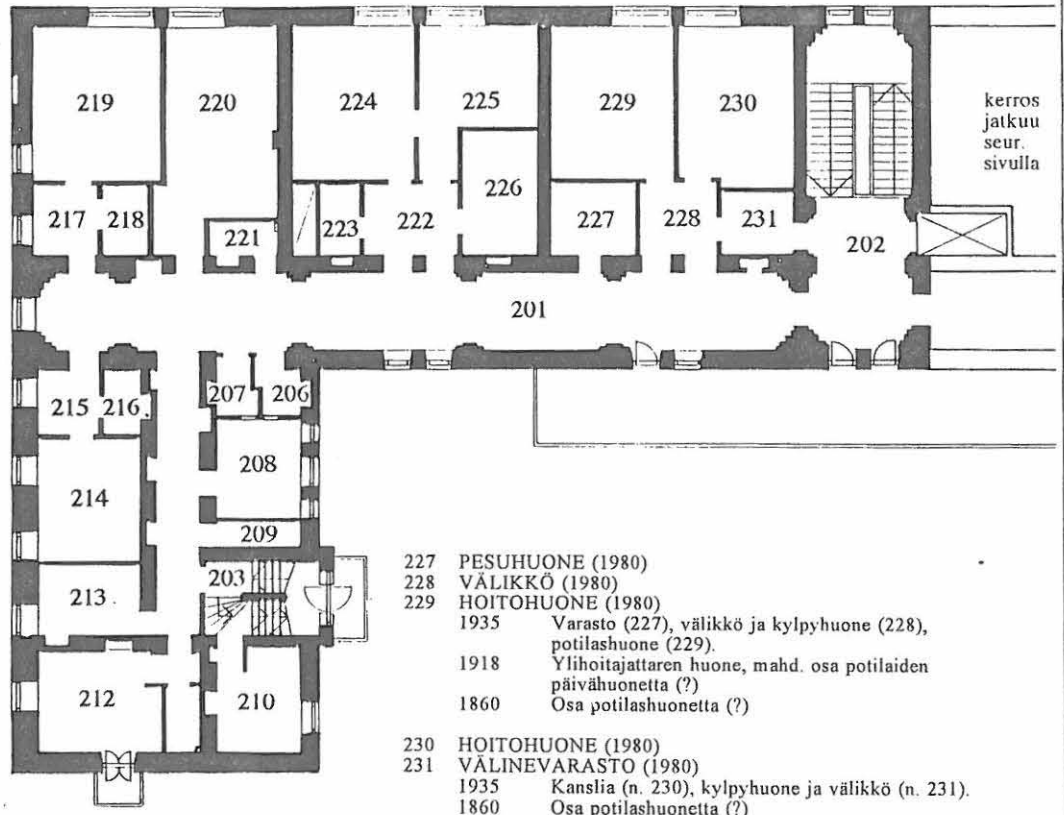 219
220
224
225
229
230
kerros
jatkuu
seur.
sivulla
217
218
221
223
222
226
227
228
231
202
201
215
216
207
206
214
208
209
213
203
212
210
227 PESUHUONE (1980)
228 VÄLIKKÖ (1980)
229 HOITOHUONE (1980)
1935 Varasto (227), välikkö ja kylpyhuone (228),
potilashuone (229).
1918 Ylihoitajattaren huone, mahd. osa potilaiden
päivähuonetta (?)
1860 Osa potilashuonetta (?)
230 HOITOHUONE (1980)
231 VÄLINEVARASTO (1980)
1935 Kanslia (n. 230), kylpyhuone ja välikkö (n. 231).
1860 Osa potilashuonetta (?)